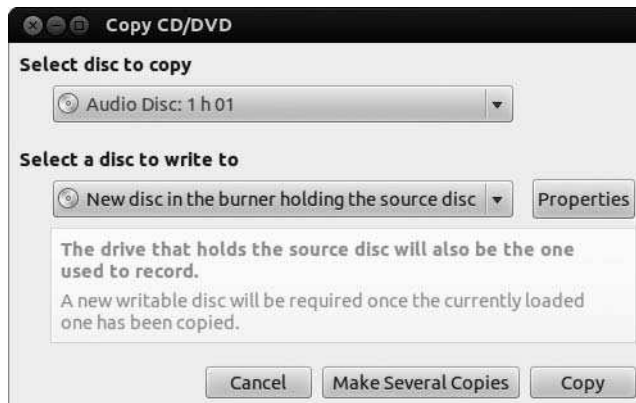 Copy CD/DVD
Select disc to copy
Audio Disc: 1 h 01
Select a disc to write to
New disc in the burner holding the source disc
Properties
The drive that holds the source disc will also be the one
used to record.
A new writable disc will be required once the currently loaded
one has been copied.
Cancel
Make Several Copies
Copy